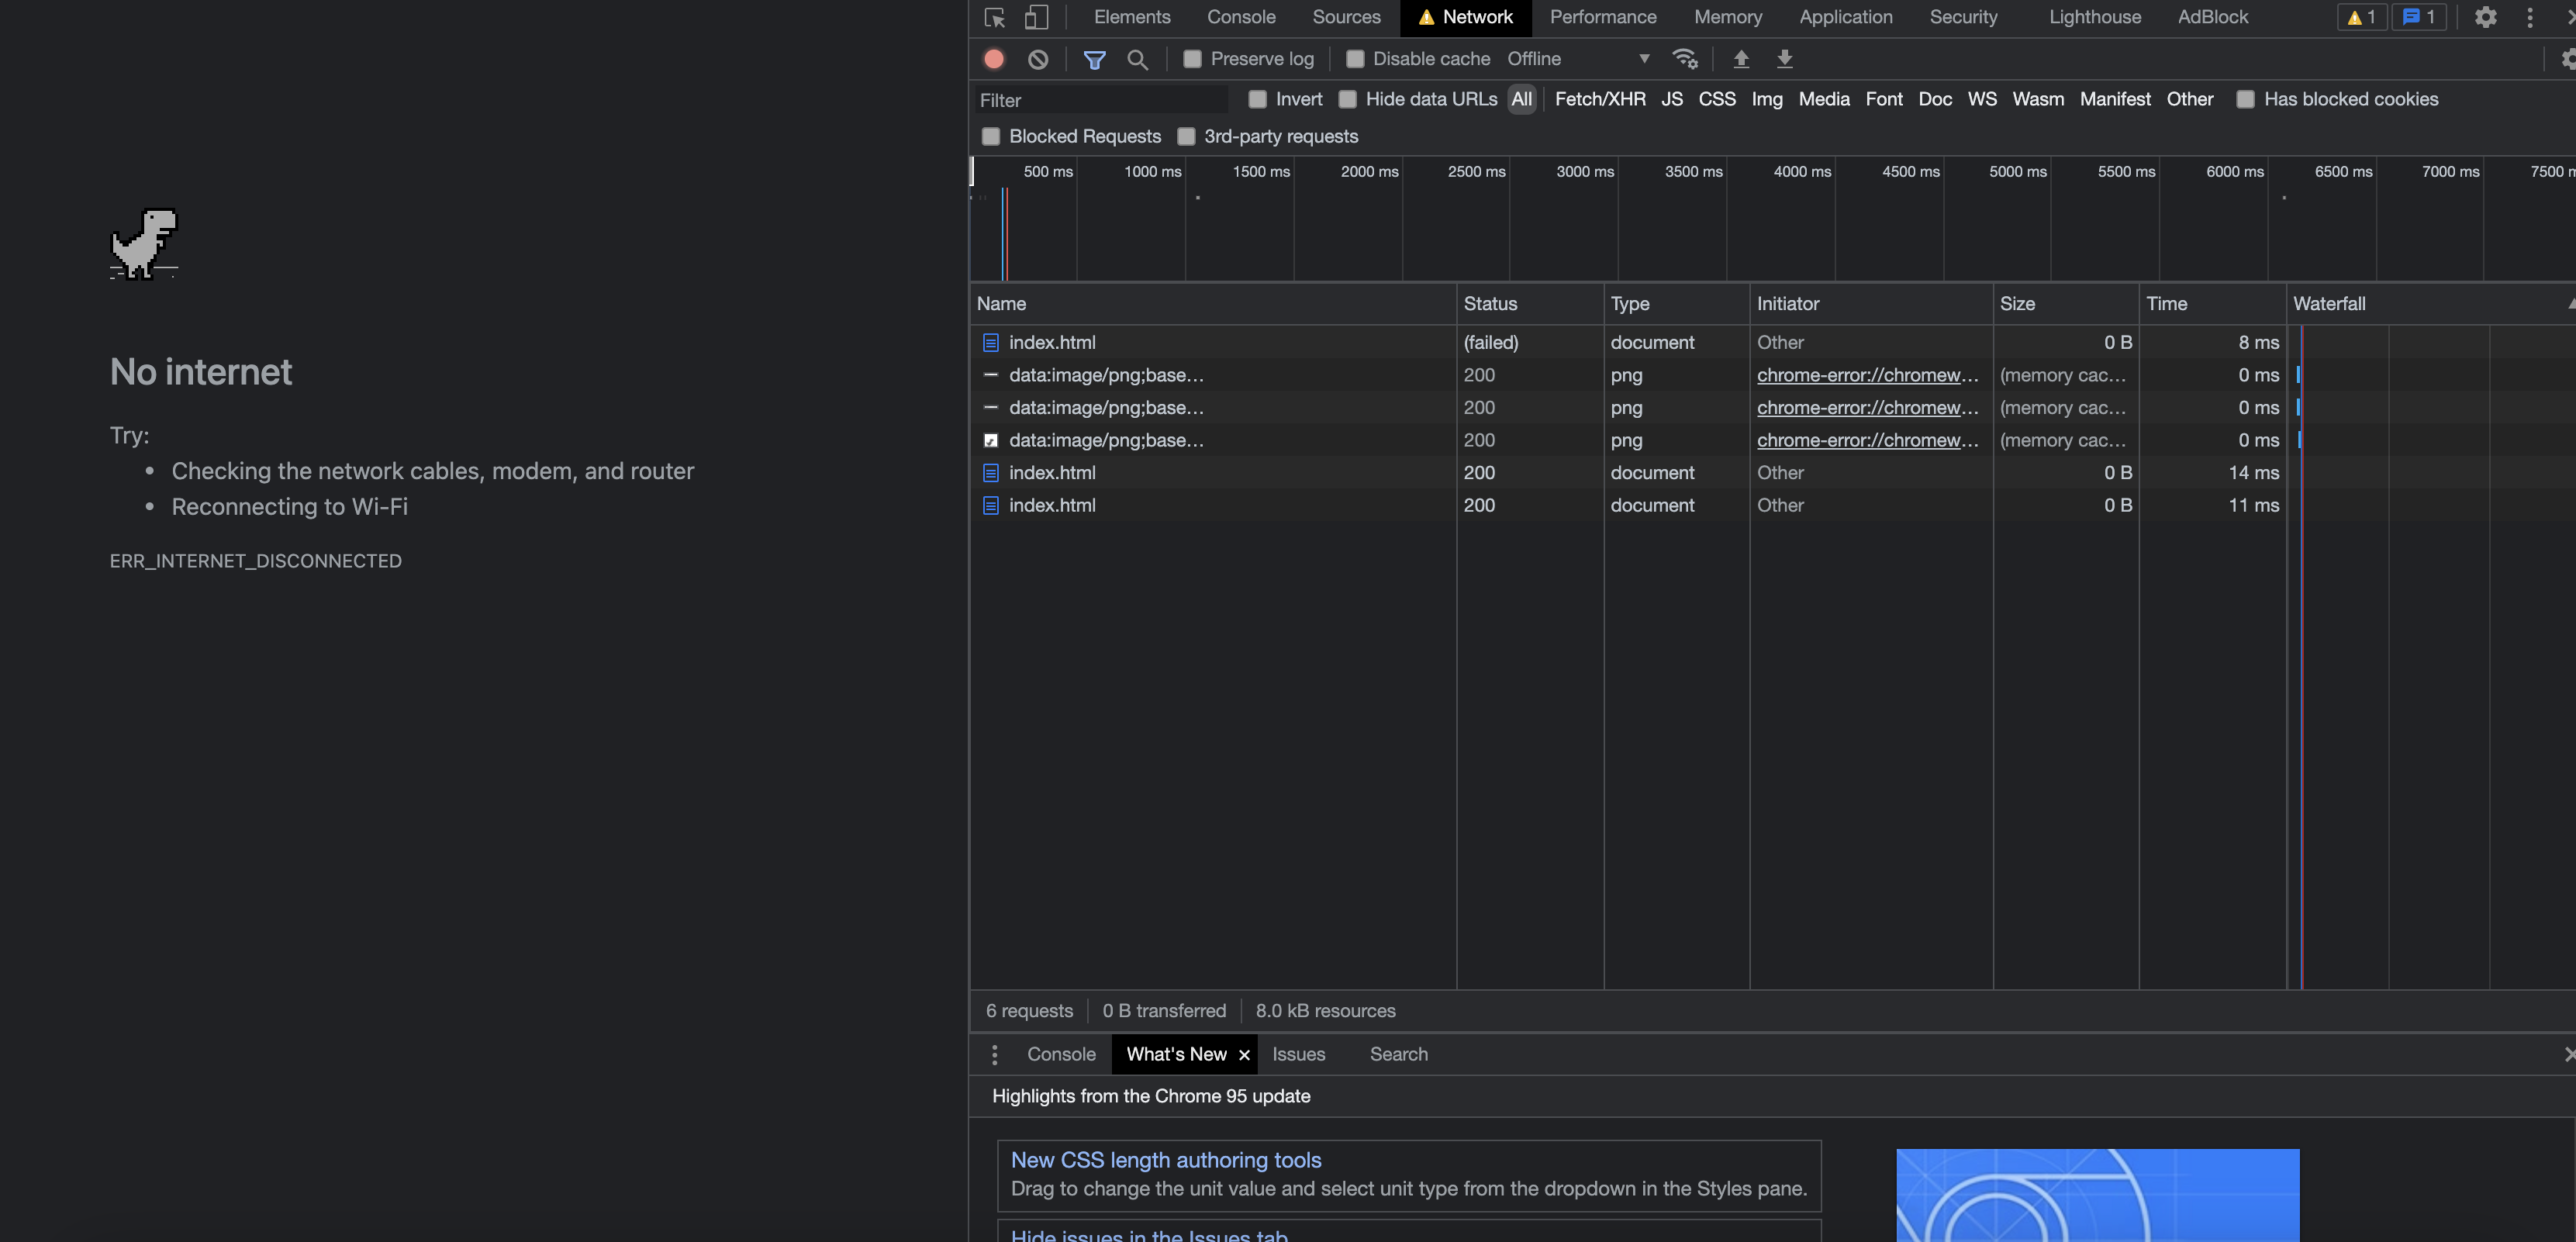 No internet
Try:
• Checking the network cables, modem, and router
• Reconnecting to Wi-Fi
ERR_INTERNET_DISCONNECTED
Elements Console Sources Network Performance Memory Application Security Lighthouse AdBlock 1 1
Preserve log Disable cache Offline
Filter Invert Hide data URLs All Fetch/XHR JS CSS Img Media Font Doc WS Wasm Manifest Other Has blocked cookies
Blocked Requests 3rd-party requests
500 ms 1000 ms 1500 ms 2000 ms 2500 ms 3000 ms 3500 ms 4000 ms 4500 ms 5000 ms 5500 ms 6000 ms 6500 ms 7000 ms 7500 m
Name Status Type Initiator Size Time Waterfall
index.html (failed) document Other 0 B 8 ms
data:image/png;base… 200 png chrome-error://chromew… (memory cac… 0 ms
data:image/png;base… 200 png chrome-error://chromew… (memory cac… 0 ms
data:image/png;base… 200 png chrome-error://chromew… (memory cac… 0 ms
index.html 200 document Other 0 B 14 ms
index.html 200 document Other 0 B 11 ms
6 requests 0 B transferred 8.0 kB resources
Console What's New × Issues Search
Highlights from the Chrome 95 update
New CSS length authoring tools
Drag to change the unit value and select unit type from the dropdown in the Styles pane.
Hide issues in the Issues tab